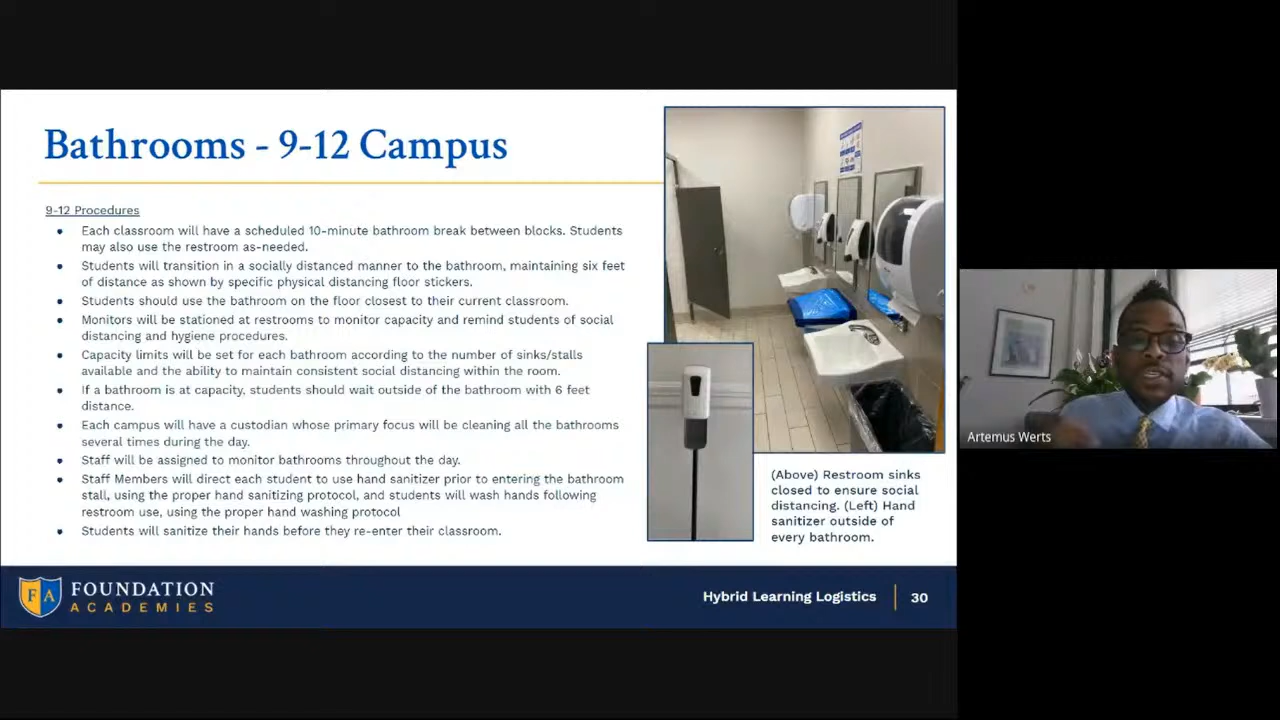 Bathrooms - 9-12 Campus
9-12 Procedures
Each classroom will have a scheduled 10-minute bathroom break between blocks. Students
may also use the restroom as-needed.
Students will transition in a socially distanced manner to the bathroom, maintaining six feet
of distance as shown by specific physical distancing floor stickers.
Students should use the bathroom on the floor closest to their current classroom.
Monitors will be stationed at restrooms to monitor capacity and remind students of social
distancing and hygiene procedures.
Capacity limits will be set for each bathroom according to the number of sinks/stalls
available and the ability to maintain consistent social distancing within the room.
If a bathroom is at capacity, students should wait outside of the bathroom with 6 feet
distance.
Each campus will have a custodian whose primary focus will be cleaning all the bathrooms
several times during the day.
Staff will be assigned to monitor bathrooms throughout the day.
Staff Members will direct each student to use hand sanitizer prior to entering the bathroom
stall, using the proper hand sanitizing protocol, and students will wash hands following
restroom use, using the proper hand washing protocol
Students will sanitize their hands before they re-enter their classroom.
(Above) Restroom sinks
closed to ensure social
distancing. (Left) Hand
sanitizer outside of
every bathroom.
F A
FOUNDATION
ACADEMIES
Hybrid Learning Logistics
30
Artemus Werts